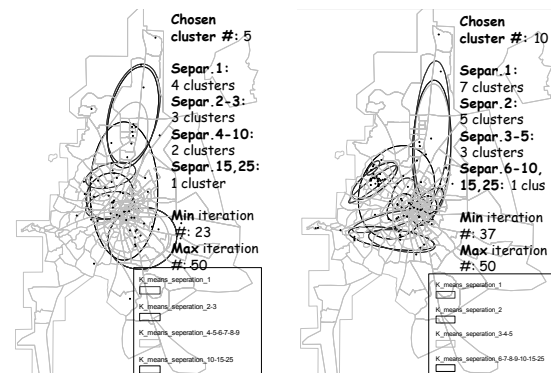 Chosen
cluster #: 5
Separ.1:
4 clusters
Separ.2-3:
3 clusters
Separ.4-10:
2 clusters
Separ.15,25:
1 cluster
Min iteration
#: 23
Max iteration
#: 50
K_means_seperation_1
K_means_seperation_2-3
K_means_seperation_4-5-6-7-8-9
K_means_seperation_10-15-25
Chosen
cluster #: 10
Separ.1:
7 clusters
Separ.2:
5 clusters
Separ.3-5:
3 clusters
Separ.6-10,
15,25: 1 clus
Min iteration
#: 37
Max iteration
#: 50
K_means_seperation_1
K_means_seperation_2
K_means_seperation_3-4-5
K_means_seperation_6-7-8-9-10-15-25